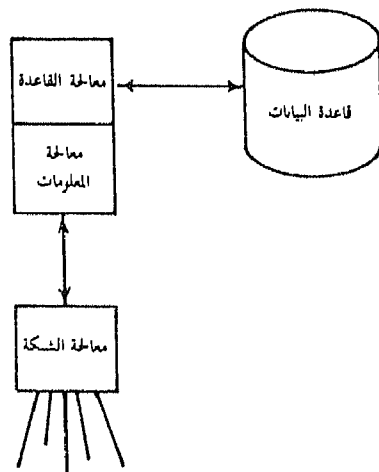 معالجة القاعدة
قاعدة البيانات
معالجة
المعلومات
معالجة الشبكة